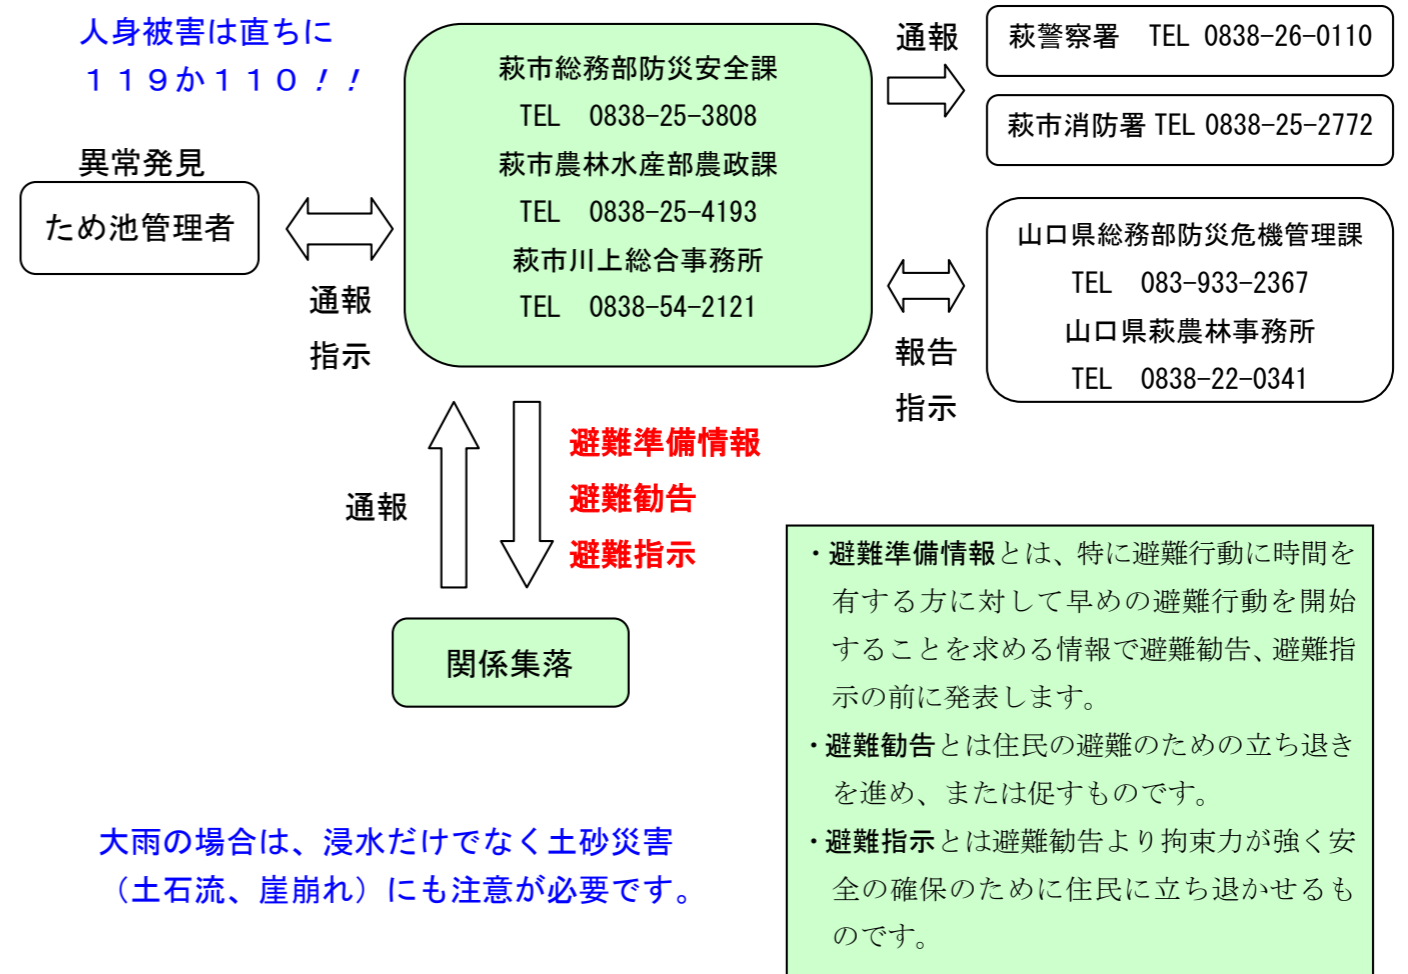 人身被害は直ちに
１１９か１１０！！
異常発見
ため池管理者
通報
指示
萩市総務部防災安全課
TEL 0838-25-3808
萩市農林水産部農政課
TEL 0838-25-4193
萩市川上総合事務所
TEL 0838-54-2121
通報
萩警察署 TEL 0838-26-0110
萩市消防署 TEL 0838-25-2772
報告
指示
山口県総務部防災危機管理課
TEL 083-933-2367
山口県萩農林事務所
TEL 0838-22-0341
通報
避難準備情報
避難勧告
避難指示
関係集落
・避難準備情報とは、特に避難行動に時間を
有する方に対して早めの避難行動を開始
することを求める情報で避難勧告、避難指
示の前に発表します。
・避難勧告とは住民の避難のための立ち退き
を進め、または促すものです。
・避難指示とは避難勧告より拘束力が強く安
全の確保のために住民に立ち退かせるも
のです。
大雨の場合は、浸水だけでなく土砂災害
（土石流、崖崩れ）にも注意が必要です。